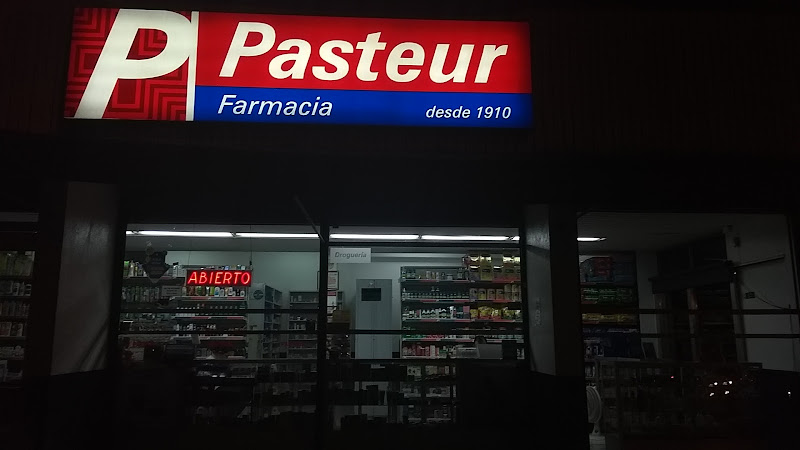 P Pasteur
Farmacia desde 1910
Droguería
ABIERTO